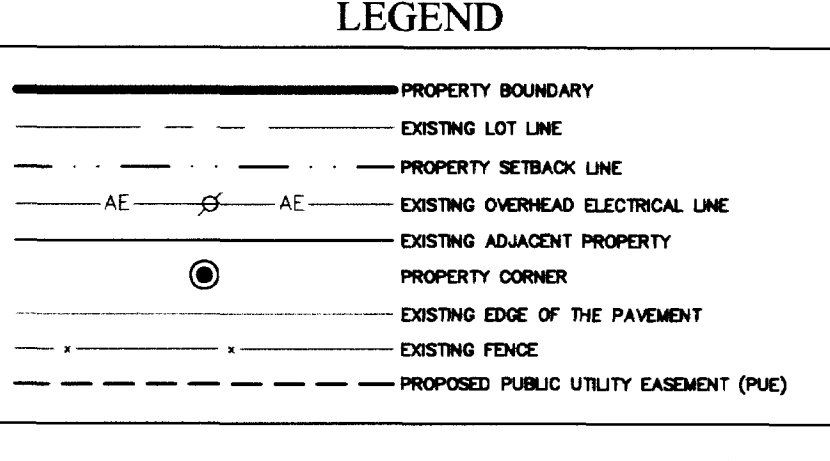 LEGEND
PROPERTY BOUNDARY
EXISTING LOT LINE
PROPERTY SETBACK LINE
AE AE EXISTING OVERHEAD ELECTRICAL LINE
EXISTING ADJACENT PROPERTY
PROPERTY CORNER
EXISTING EDGE OF THE PAVEMENT
x x EXISTING FENCE
PROPOSED PUBLIC UTILITY EASEMENT (PUE)